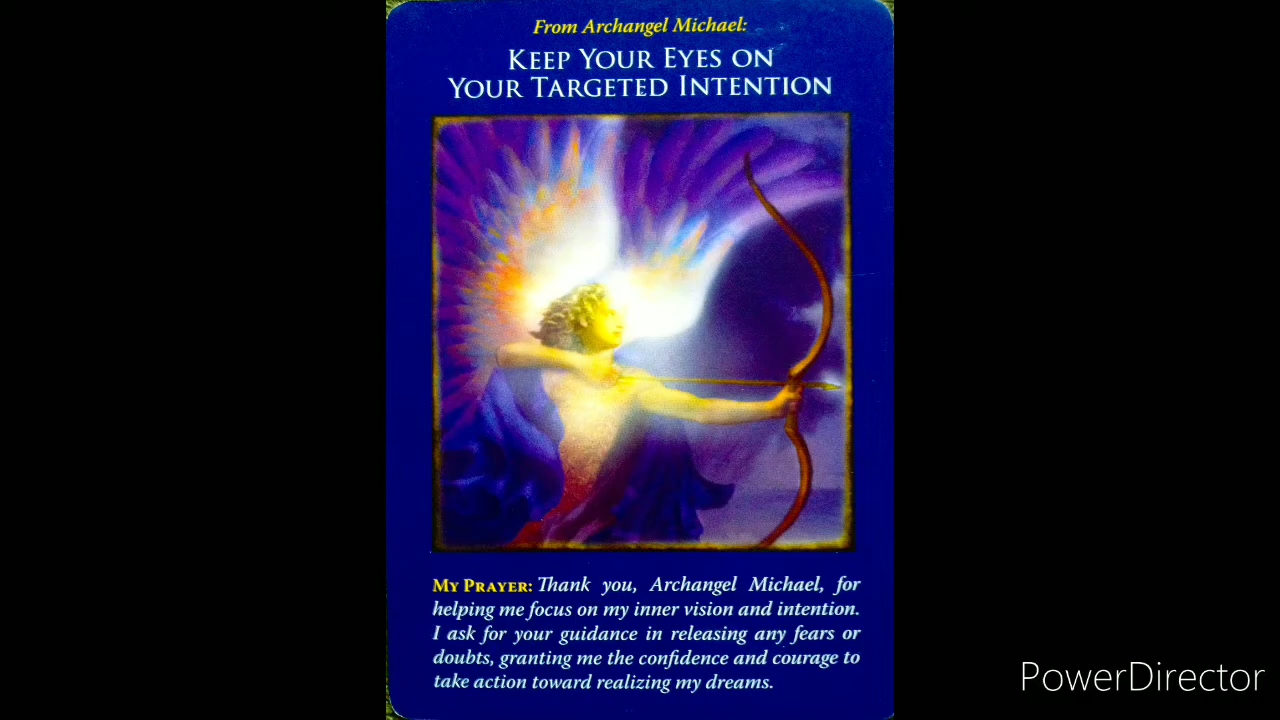 From Archangel Michael:
KEEP YOUR EYES ON
YOUR TARGETED INTENTION
MY PRAYER: Thank you, Archangel Michael, for
helping me focus on my inner vision and intention.
I ask for your guidance in releasing any fears or
doubts, granting me the confidence and courage to
take action toward realizing my dreams.
PowerDirector